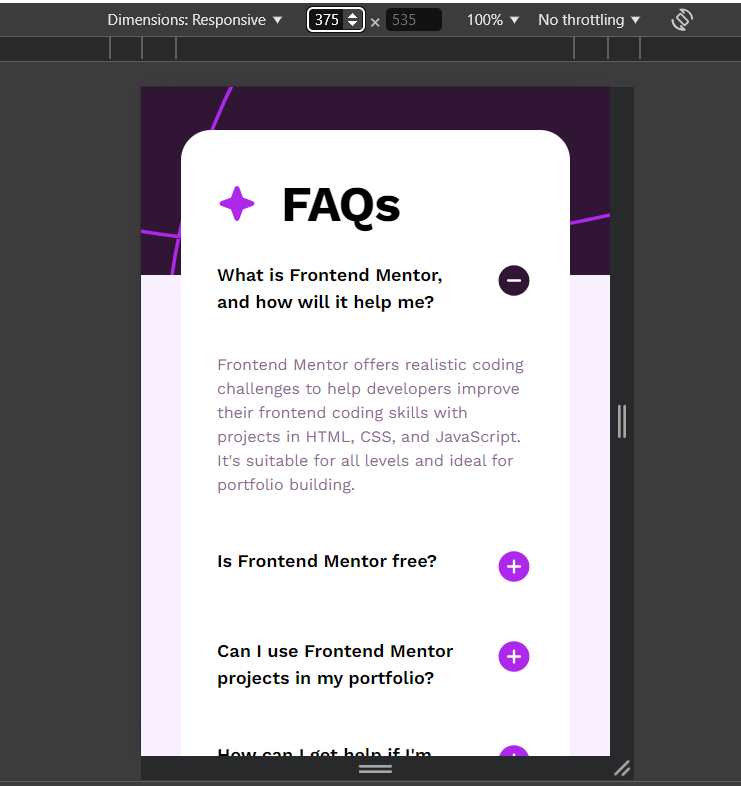 Dimensions: Responsive ▼ 375 × 535 100% ▼ No throttling ▼
FAQs
What is Frontend Mentor,
and how will it help me?
Frontend Mentor offers realistic coding
challenges to help developers improve
their frontend coding skills with
projects in HTML, CSS, and JavaScript.
It's suitable for all levels and ideal for
portfolio building.
Is Frontend Mentor free?
Can I use Frontend Mentor
projects in my portfolio?
How can I get help if I'm